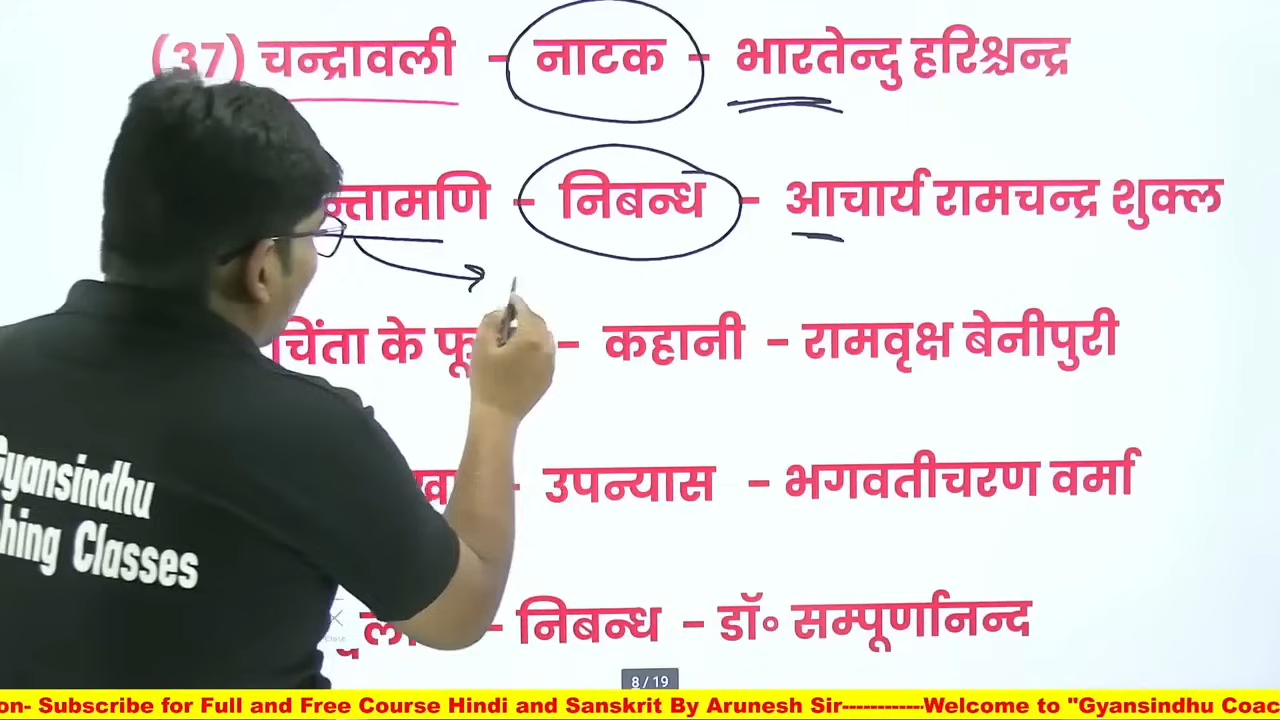 (37) चन्द्रावली - नाटक - भारतेन्दु हरिश्चन्द्र
न्तामणि - निबन्ध - आचार्य रामचन्द्र शुक्ल
चिंता के फू - कहानी - रामवृक्ष बेनीपुरी
- उपन्यास - भगवतीचरण वर्मा
- निबन्ध - डॉ॰ सम्पूर्णानन्द
Gyansindhu
hing Classes
Close
8 / 19
on- Subscribe for Full and Free Course Hindi and Sanskrit By Arunesh Sir-----------Welcome to "Gyansindhu Coac